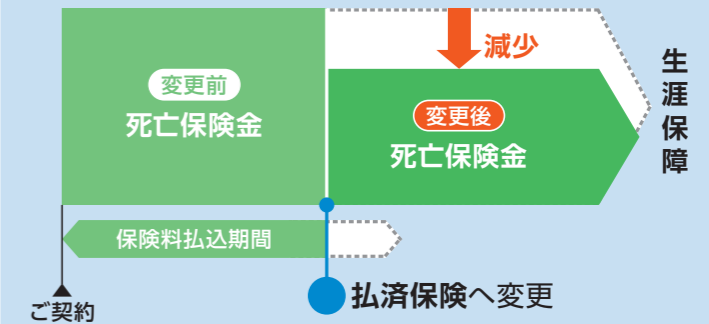 減少
変更前
死亡保険金
変更後
死亡保険金
生涯保障
保険料払込期間
払済保険へ変更
ご契約